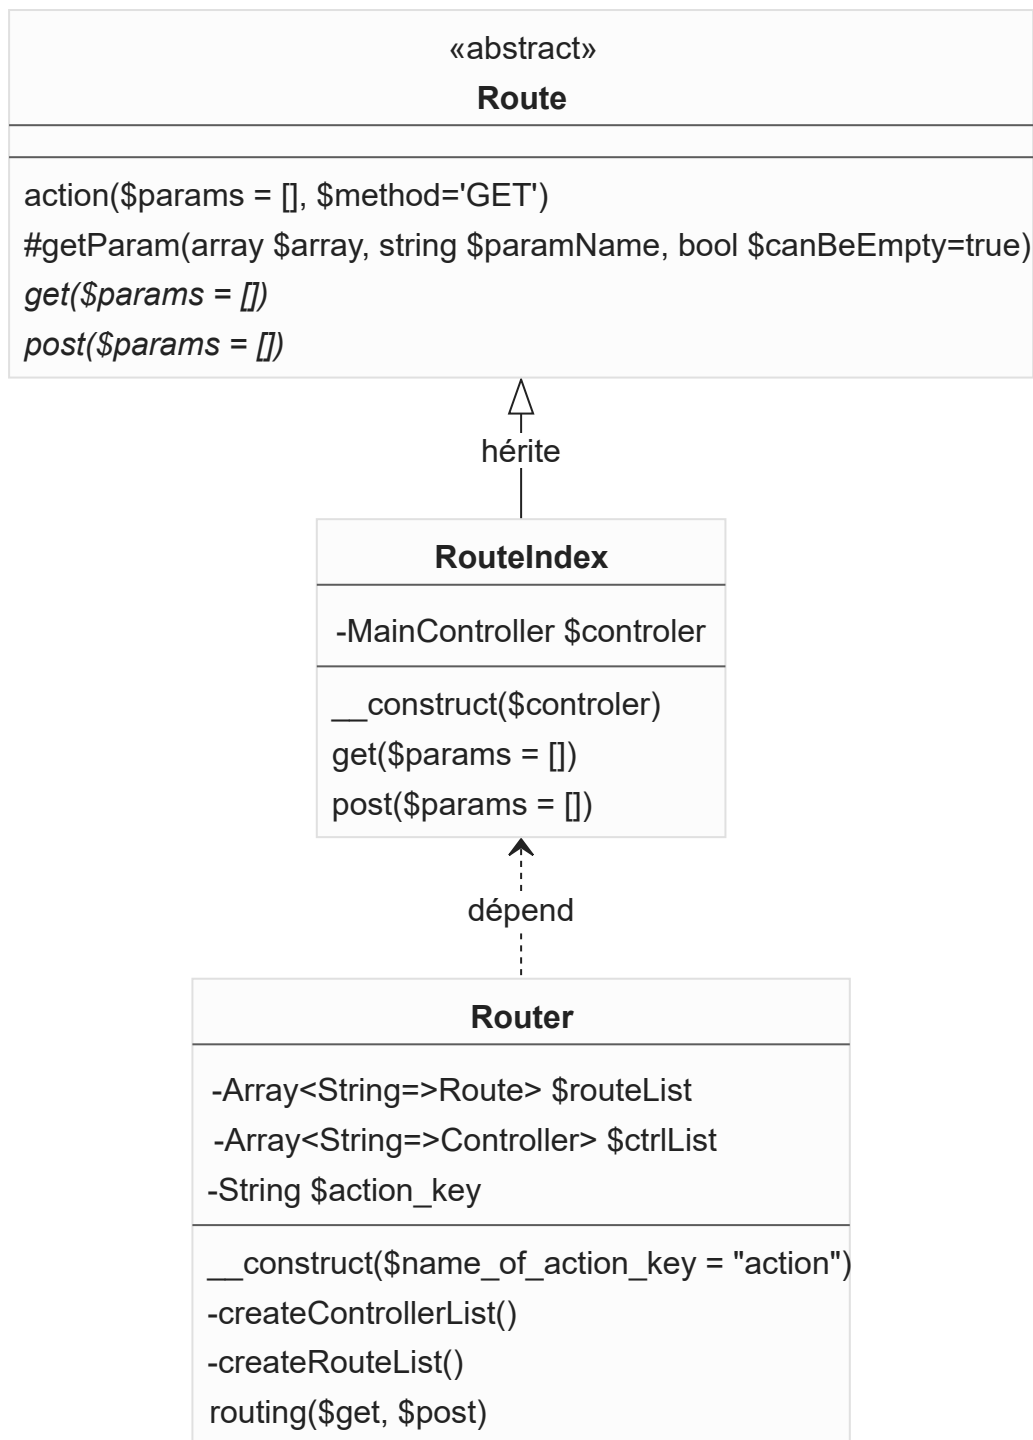 «abstract»
Route
action($params = [], $method='GET')
#getParam(array $array, string $paramName, bool $canBeEmpty=true)
get($params = [])
post($params = [])
hérite
RouteIndex
-MainController $controler
__construct($controler)
get($params = [])
post($params = [])
dépend
Router
-Array<String=>Route> $routeList
-Array<String=>Controller> $ctrlList
-String $action_key
__construct($name_of_action_key = "action")
-createControllerList()
-createRouteList()
routing($get, $post)